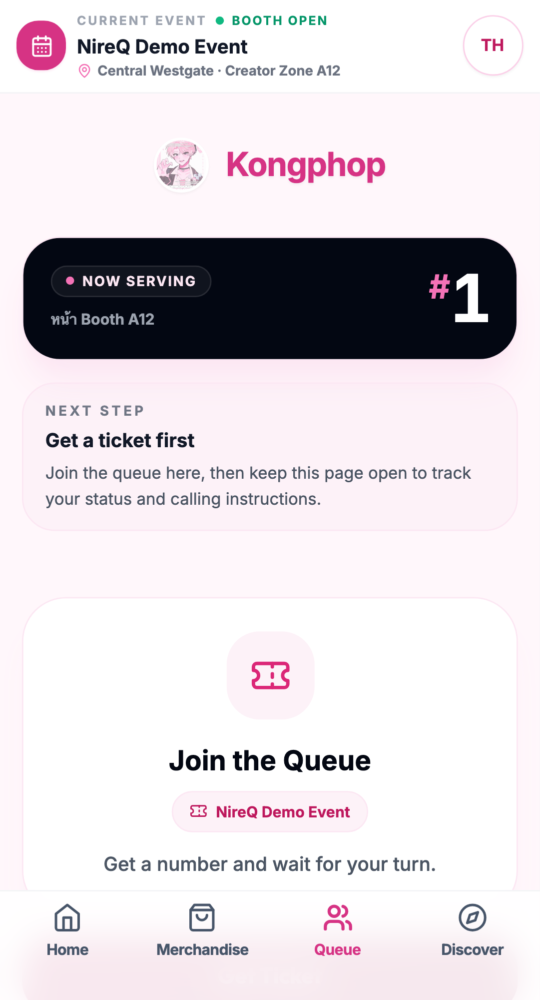 CURRENT EVENT
BOOTH OPEN
NireQ Demo Event
Central Westgate · Creator Zone A12
TH
Kongphop
NOW SERVING
#1
หน้า Booth A12
NEXT STEP
Get a ticket first
Join the queue here, then keep this page open to track
your status and calling instructions.
Join the Queue
NireQ Demo Event
Get a number and wait for your turn.
Home
Merchandise
Queue
Discover
Get Ticket